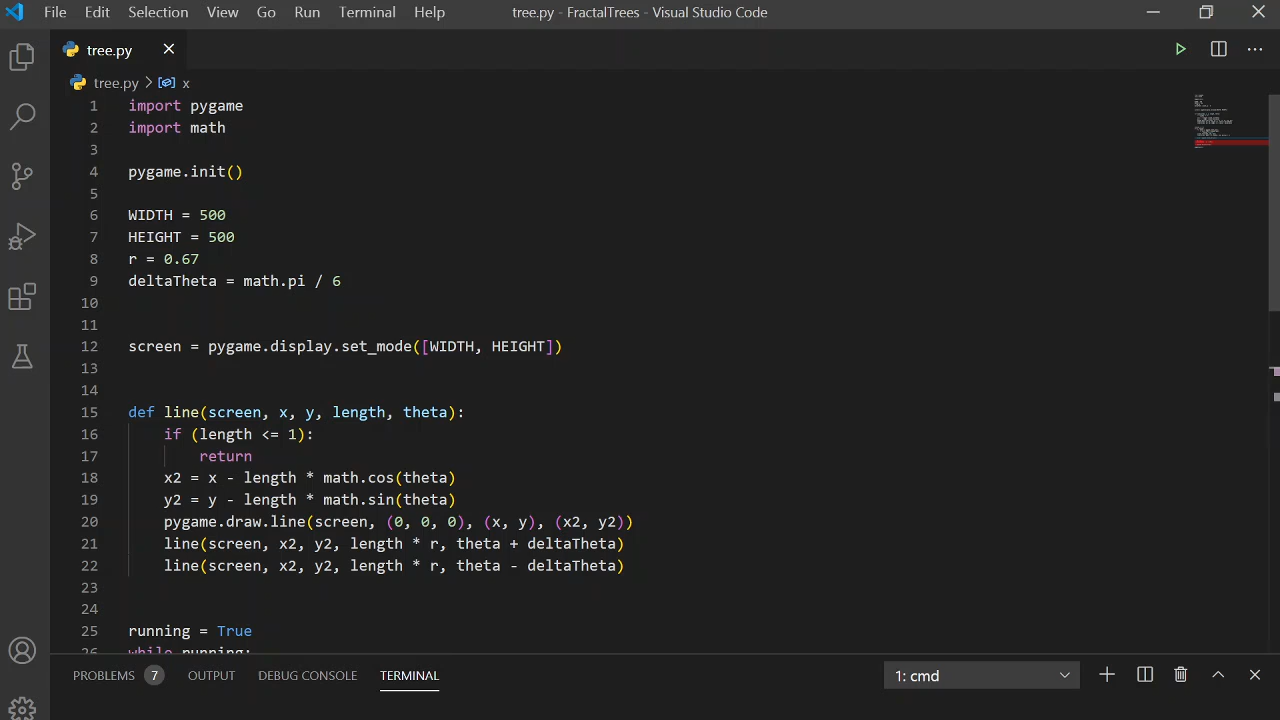 File Edit Selection View Go Run Terminal Help tree.py - FractalTrees - Visual Studio Code
tree.py
tree.py > x
1 import pygame
2 import math
3
4 pygame.init()
5
6 WIDTH = 500
7 HEIGHT = 500
8 r = 0.67
9 deltaTheta = math.pi / 6
10
11
12 screen = pygame.display.set_mode([WIDTH, HEIGHT])
13
14
15 def line(screen, x, y, length, theta):
16 if (length <= 1):
17 return
18 x2 = x - length * math.cos(theta)
19 y2 = y - length * math.sin(theta)
20 pygame.draw.line(screen, (0, 0, 0), (x, y), (x2, y2))
21 line(screen, x2, y2, length * r, theta + deltaTheta)
22 line(screen, x2, y2, length * r, theta - deltaTheta)
23
24
25 running = True
26 while running:
PROBLEMS 7 OUTPUT DEBUG CONSOLE TERMINAL 1: cmd